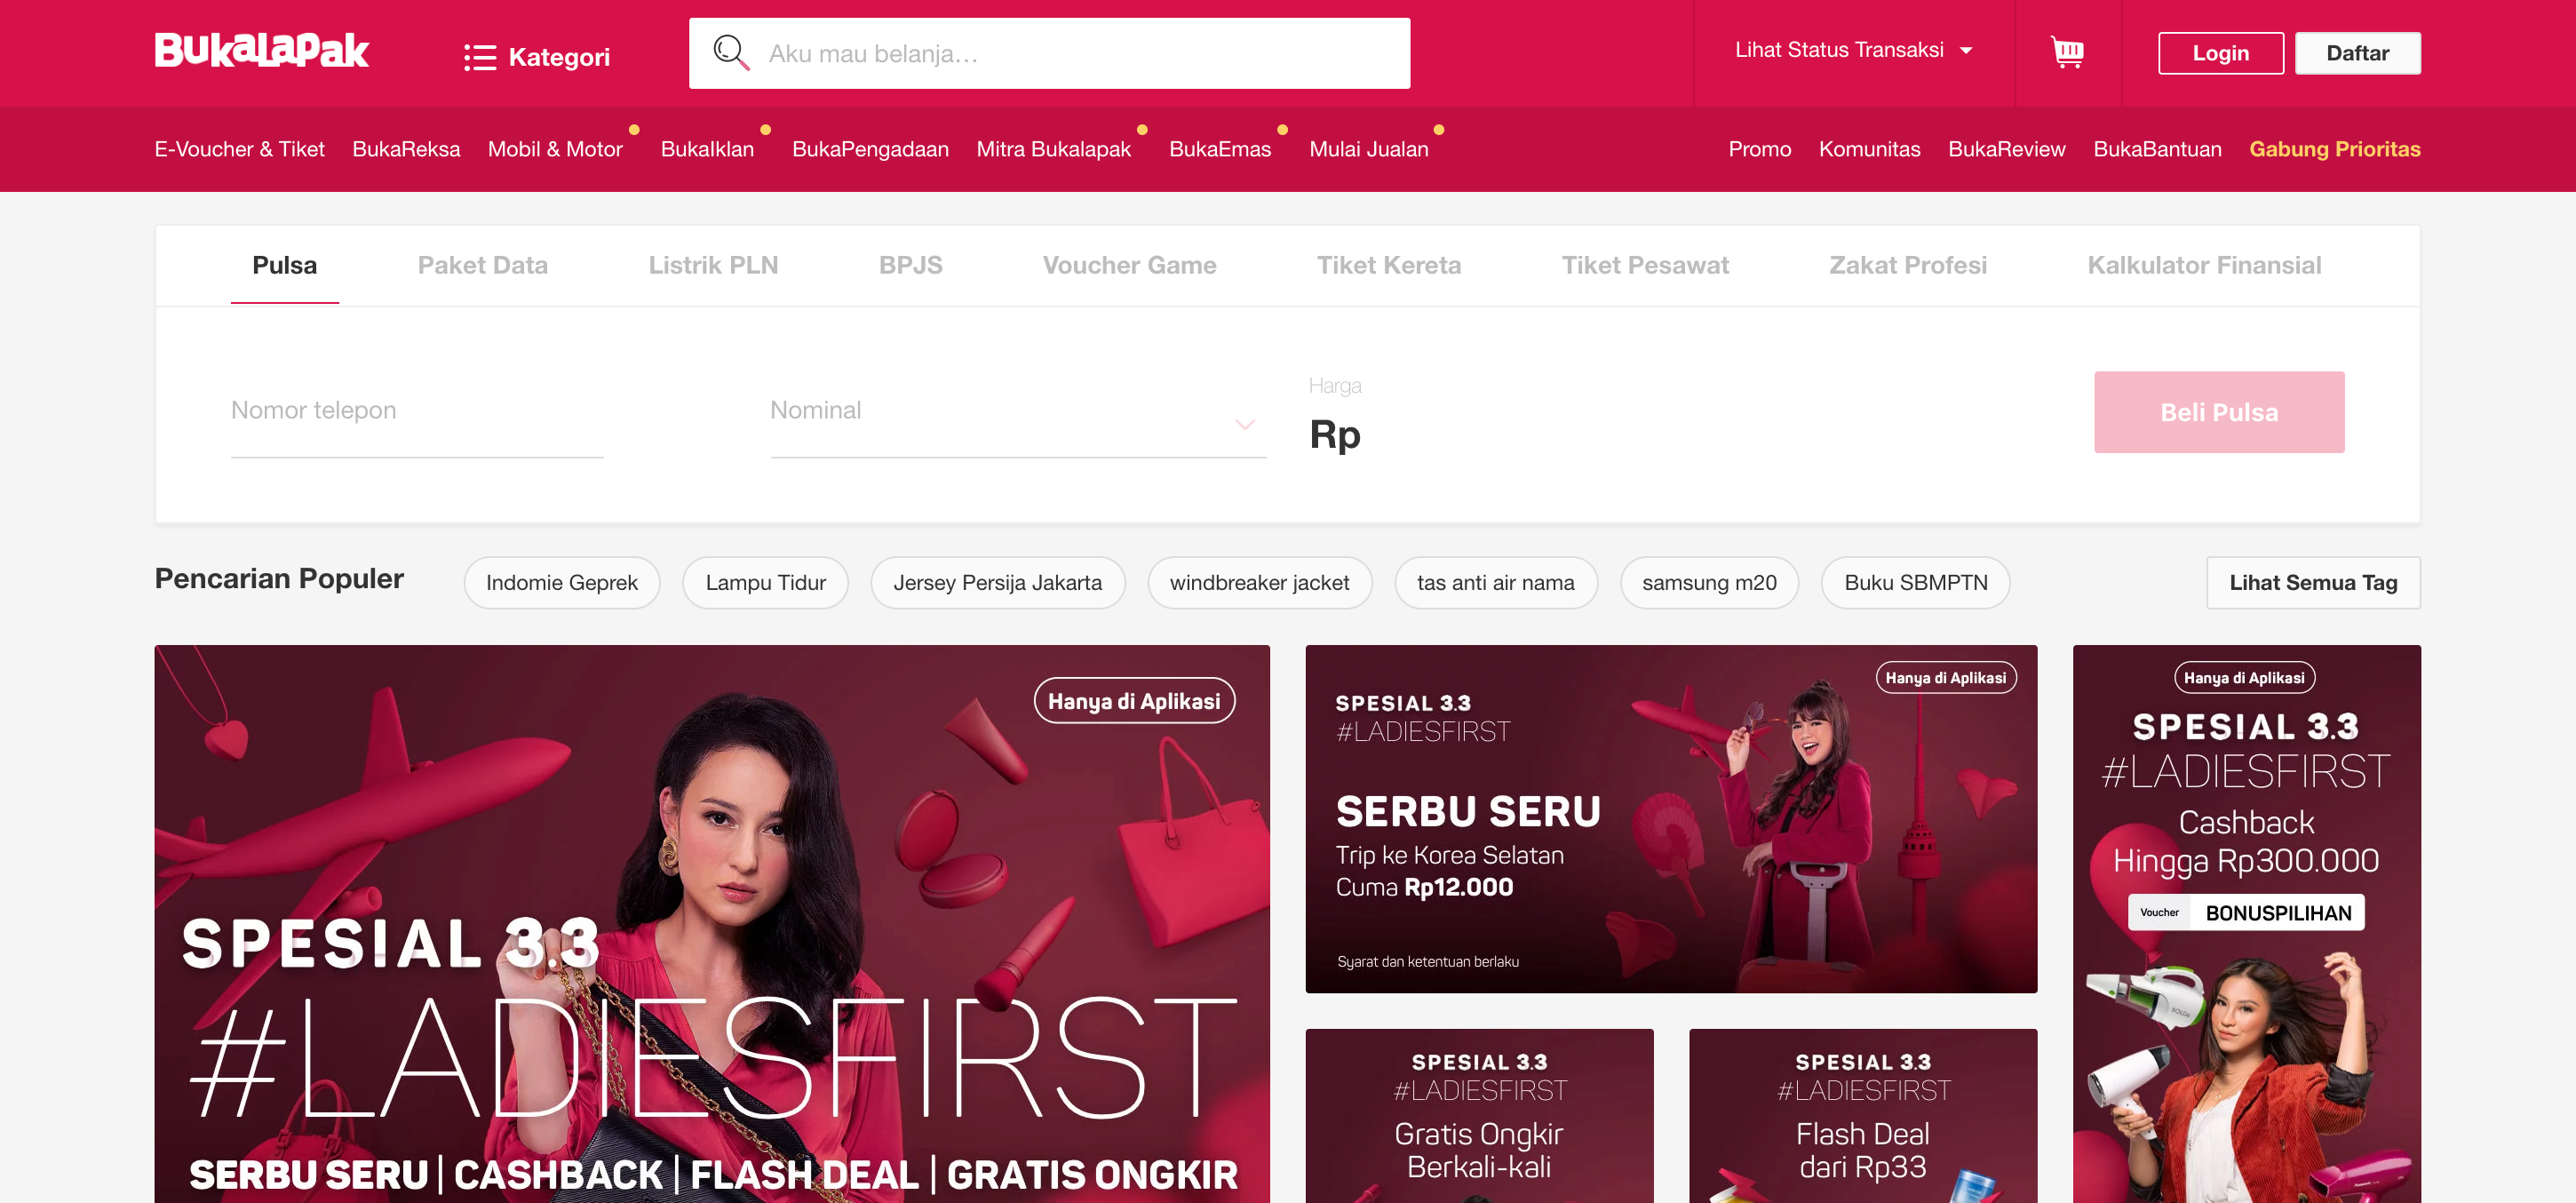 BukaLapak
Kategori
Aku mau belanja...
Lihat Status Transaksi
Login
Daftar
E-Voucher & Tiket
BukaReksa
Mobil & Motor
BukaIklan
BukaPengadaan
Mitra Bukalapak
BukaEmas
Mulai Jualan
Promo
Komunitas
BukaReview
BukaBantuan
Gabung Prioritas
Pulsa
Paket Data
Listrik PLN
BPJS
Voucher Game
Tiket Kereta
Tiket Pesawat
Zakat Profesi
Kalkulator Finansial
Nomor telepon
Nominal
Harga
Rp
Beli Pulsa
Pencarian Populer
Indomie Geprek
Lampu Tidur
Jersey Persija Jakarta
windbreaker jacket
tas anti air nama
samsung m20
Buku SBMPTN
Lihat Semua Tag
Hanya di Aplikasi
SPESIAL 3.3
#LADIESFIRST
SERBU SERU | CASHBACK | FLASH DEAL | GRATIS ONGKIR
Hanya di Aplikasi
SPESIAL 3.3
#LADIESFIRST
SERBU SERU
Trip ke Korea Selatan
Cuma Rp12.000
Syarat dan ketentuan berlaku
SPESIAL 3.3
#LADIESFIRST
Gratis Ongkir
Berkali-kali
SPESIAL 3.3
#LADIESFIRST
Flash Deal
dari Rp33
Hanya di Aplikasi
SPESIAL 3.3
#LADIESFIRST
Cashback
Hingga Rp300.000
Voucher BONUSPILIHAN